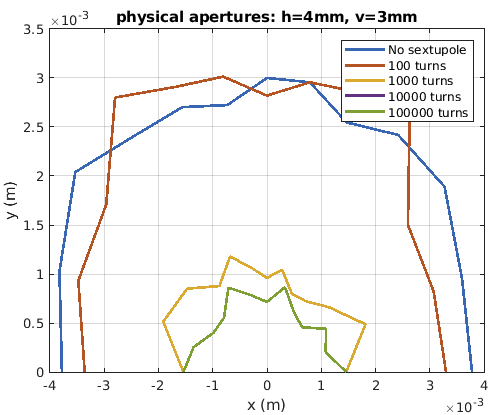 physical apertures: h=4mm, v=3mm
×10⁻³
3.5
3
2.5
2
1.5
1
0.5
0
y (m)
No sextupole
100 turns
1000 turns
10000 turns
100000 turns
-4 -3 -2 -1 0 1 2 3 4
x (m)
×10⁻³